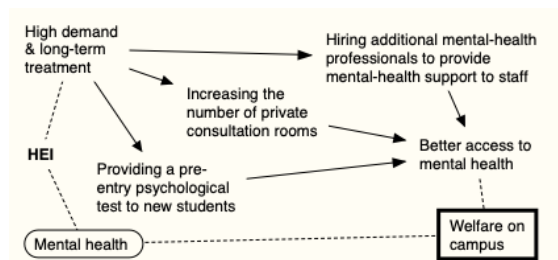 High demand
& long-term
treatment
Hiring additional mental-health
professionals to provide
mental-health support to staff
Increasing the
number of private
consultation rooms
HEI
Providing a pre-
entry psychological
test to new students
Better access to
mental health
Mental health
Welfare on
campus